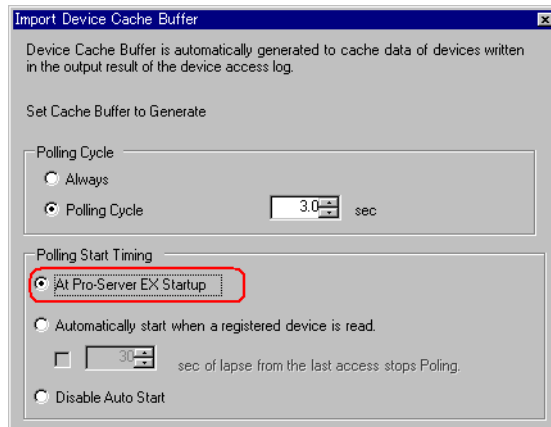 Import Device Cache Buffer
Device Cache Buffer is automatically generated to cache data of devices written
in the output result of the device access log.
Set Cache Buffer to Generate
Polling Cycle
Always
Polling Cycle 3.0 sec
Polling Start Timing
At Pro-Server EX Startup
Automatically start when a registered device is read.
30 sec of lapse from the last access stops Poling.
Disable Auto Start